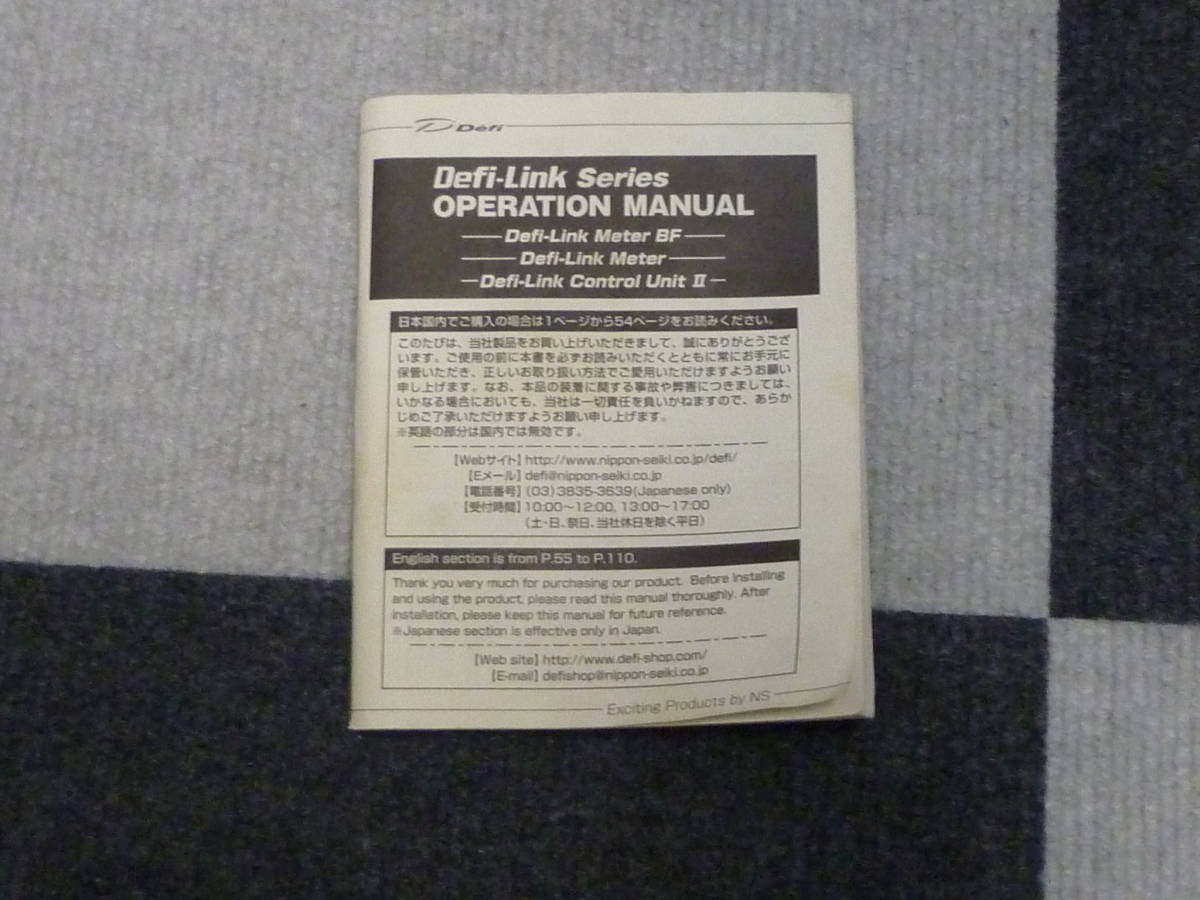 Defi
Defi-Link Series
OPERATION MANUAL
Defi-Link Meter BF
Defi-Link Meter
Defi-Link Control Unit Ⅱ
日本国内でご購入の場合は1ページから54ページをお読みください。
このたびは、当社製品をお買い上げいただきまして、誠にありがとうござ
います。ご使用の前に本書を必ずお読みいただくとともに常にお手元に
保管いただき、正しいお取り扱い方法でご愛用いただけますようお願い
申し上げます。なお、本品の装着に関する事故や弊害につきましては、
いかなる場合においても、当社は一切責任を負いかねますので、あらか
じめご了承いただけますようお願い申し上げます。
※英語の部分は国内では無効です。
【Webサイト】http://www.nippon-seiki.co.jp/defi/
【Eメール】defi@nippon-seiki.co.jp
【電話番号】(03)3835-3639(Japanese only)
【受付時間】10:00～12:00, 13:00～17:00
(土・日、祭日、当社休日を除く平日)
English section is from P.55 to P.110.
Thank you very much for purchasing our product. Before installing
and using the product, please read this manual thoroughly. After
installation, please keep this manual for future reference.
※Japanese section is effective only in Japan.
【Web site】http://www.defi-shop.com/
【E-mail】defishop@nippon-seiki.co.jp
Exciting Products by NS